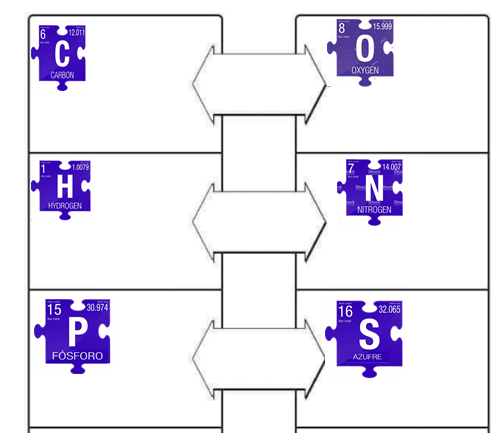 6 12.011
C
CARBON
8 15.999
O
OXYGEN
1 1.0079
H
HYDROGEN
7 14.007
N
NITROGEN
15 30.974
P
FÓSFORO
16 32.065
S
AZUFRE